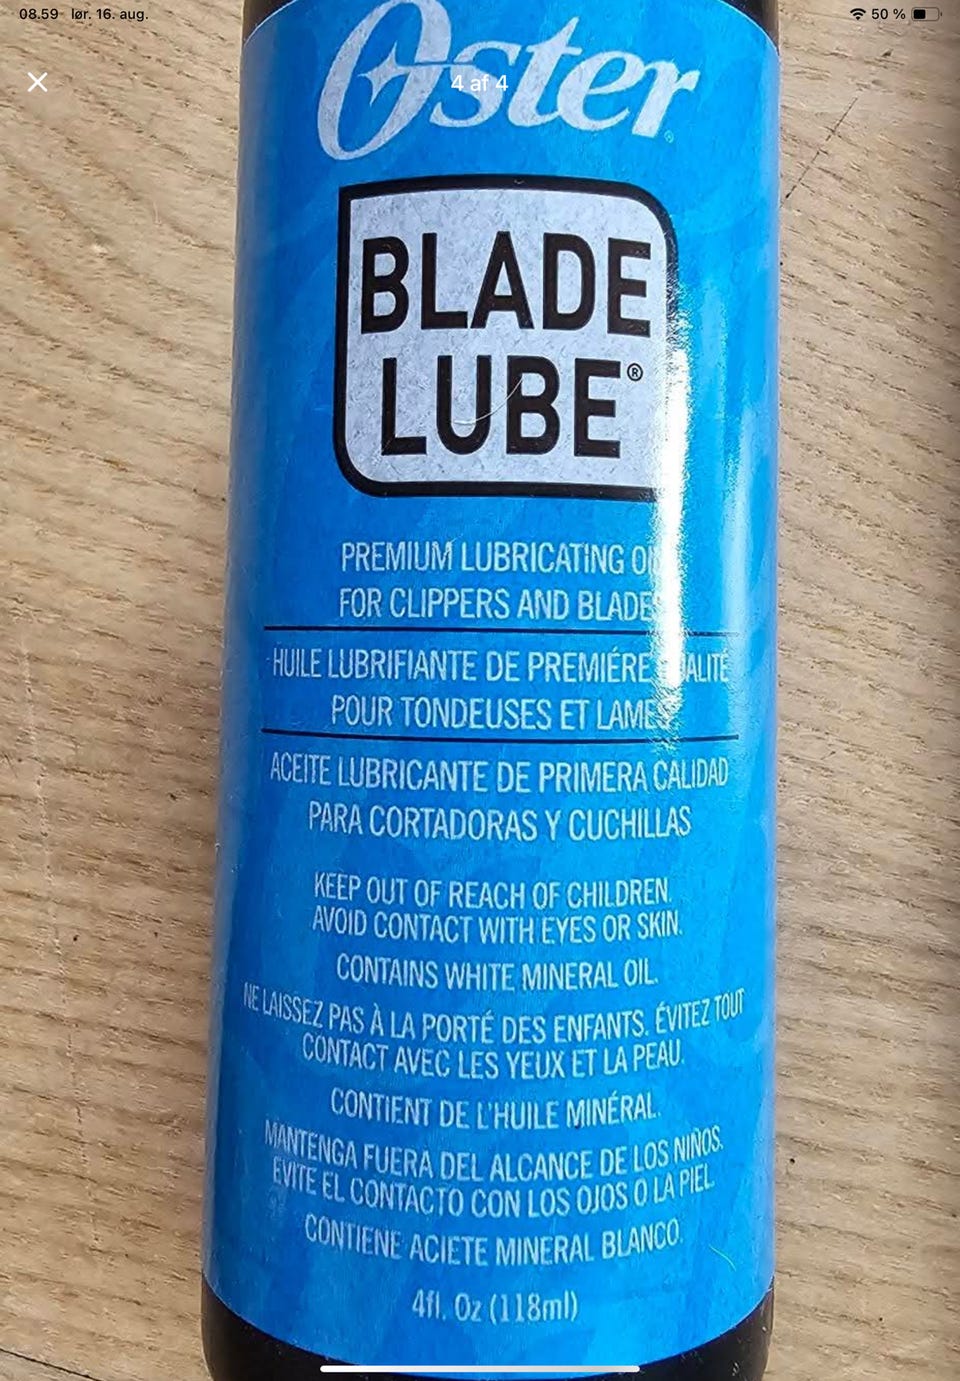 08.59 lør. 16. aug.
50 %
4 af 4
Oster®
BLADE
LUBE®
PREMIUM LUBRICATING
FOR CLIPPERS AND BLADES
HUILE LUBRIFIANTE DE PREMIÉRE
POUR TONDEUSES ET LAMES
ACEITE LUBRICANTE DE PRIMERA CALIDAD
PARA CORTADORAS Y CUCHILLAS
KEEP OUT OF REACH OF CHILDREN.
AVOID CONTACT WITH EYES OR SKIN.
CONTAINS WHITE MINERAL OIL.
NE LAISSEZ PAS À LA PORTÉ DES ENFANTS. ÉVITEZ TOUT
CONTACT AVEC LES YEUX ET LA PEAU.
CONTIENT DE L'HUILE MINÉRAL.
MANTENGA FUERA DEL ALCANCE DE LOS NIÑOS.
EVITE EL CONTACTO CON LOS OJOS O LA PIEL.
CONTIENE ACIETE MINERAL BLANCO.
4fl. Oz (118ml)